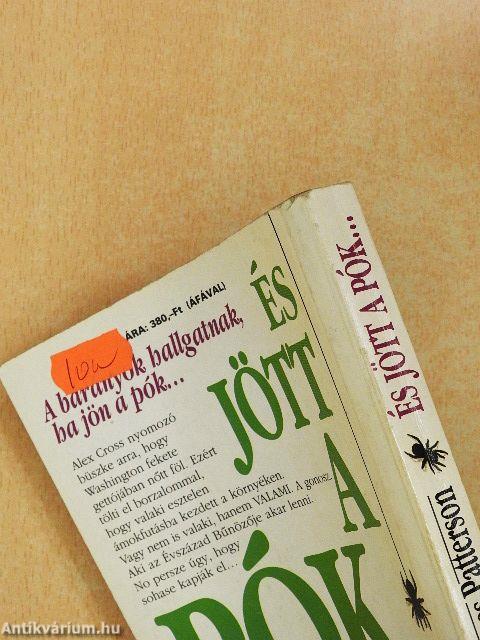 ÁRA: 380,-Ft (ÁFÁVAL)
A bárányok hallgatnak,
ha jön a pók...
Alex Cross nyomozó
büszke arra, hogy
Washington fekete
gettójában nőtt föl. Ezért
tölti el borzalommal,
hogy valaki esztelen
ámokfutásba kezdett a környéken.
Vagy nem is valaki, hanem VALAMI. A gonosz.
Aki az Évszázad Bűnözője akar lenni.
No persze úgy, hogy
sohase kapják el...
ÉS
JÖTT
A
PÓK
ÉS JÖTT A PÓK...
Patterson
Antikvárium.hu